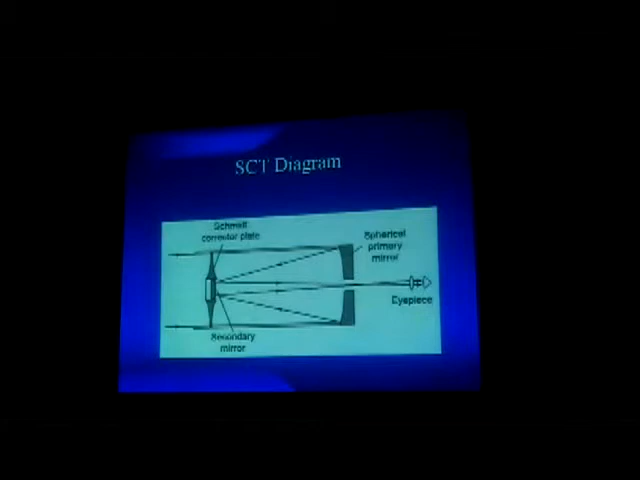 SCT Diagram
Schmidt
corrector plate
Spherical
primary
mirror
Eyepiece
Secondary
mirror